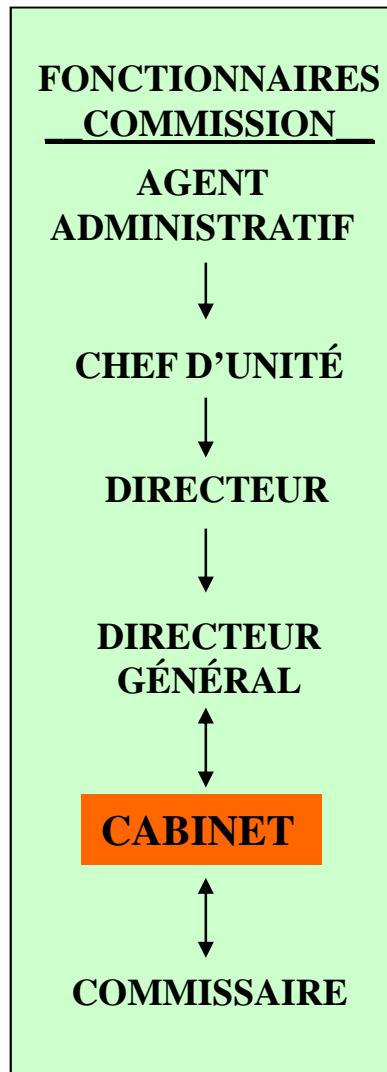 FONCTIONNAIRES
COMMISSION
AGENT
ADMINISTRATIF
CHEF D’UNITÉ
DIRECTEUR
DIRECTEUR
GÉNÉRAL
CABINET
COMMISSAIRE